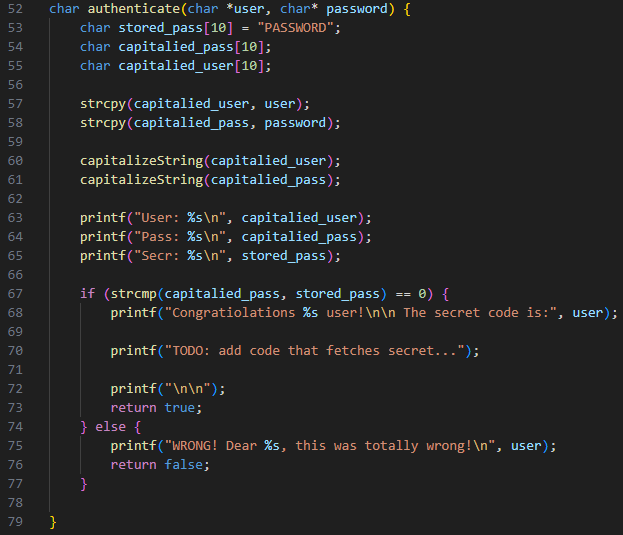 52 char authenticate(char *user, char* password) {
53 char stored_pass[10] = "PASSWORD";
54 char capitalied_pass[10];
55 char capitalied_user[10];
56
57 strcpy(capitalied_user, user);
58 strcpy(capitalied_pass, password);
59
60 capitalizeString(capitalied_user);
61 capitalizeString(capitalied_pass);
62
63 printf("User: %s\n", capitalied_user);
64 printf("Pass: %s\n", capitalied_pass);
65 printf("Secr: %s\n", stored_pass);
66
67 if (strcmp(capitalied_pass, stored_pass) == 0) {
68 printf("Congratiolations %s user!\n\n The secret code is:", user);
69
70 printf("TODO: add code that fetches secret...");
71
72 printf("\n\n");
73 return true;
74 } else {
75 printf("WRONG! Dear %s, this was totally wrong!\n", user);
76 return false;
77 }
78
79 }